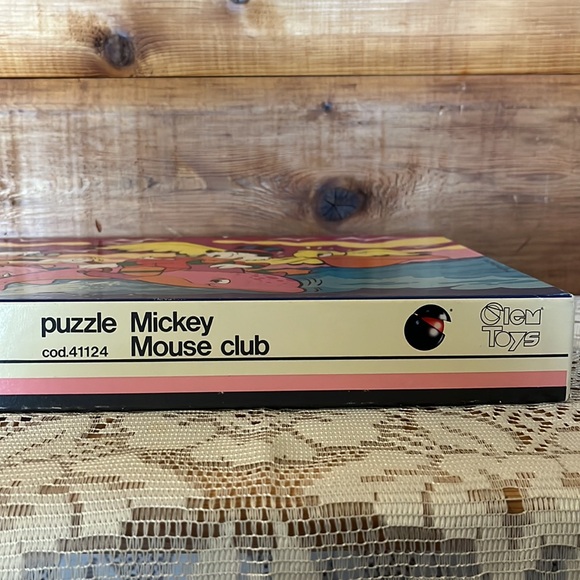 puzzle Mickey
cod.41124 Mouse club
Clem
Toys